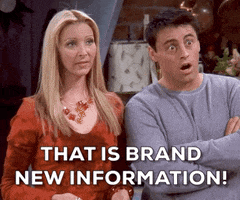 THAT IS BRAND
NEW INFORMATION!